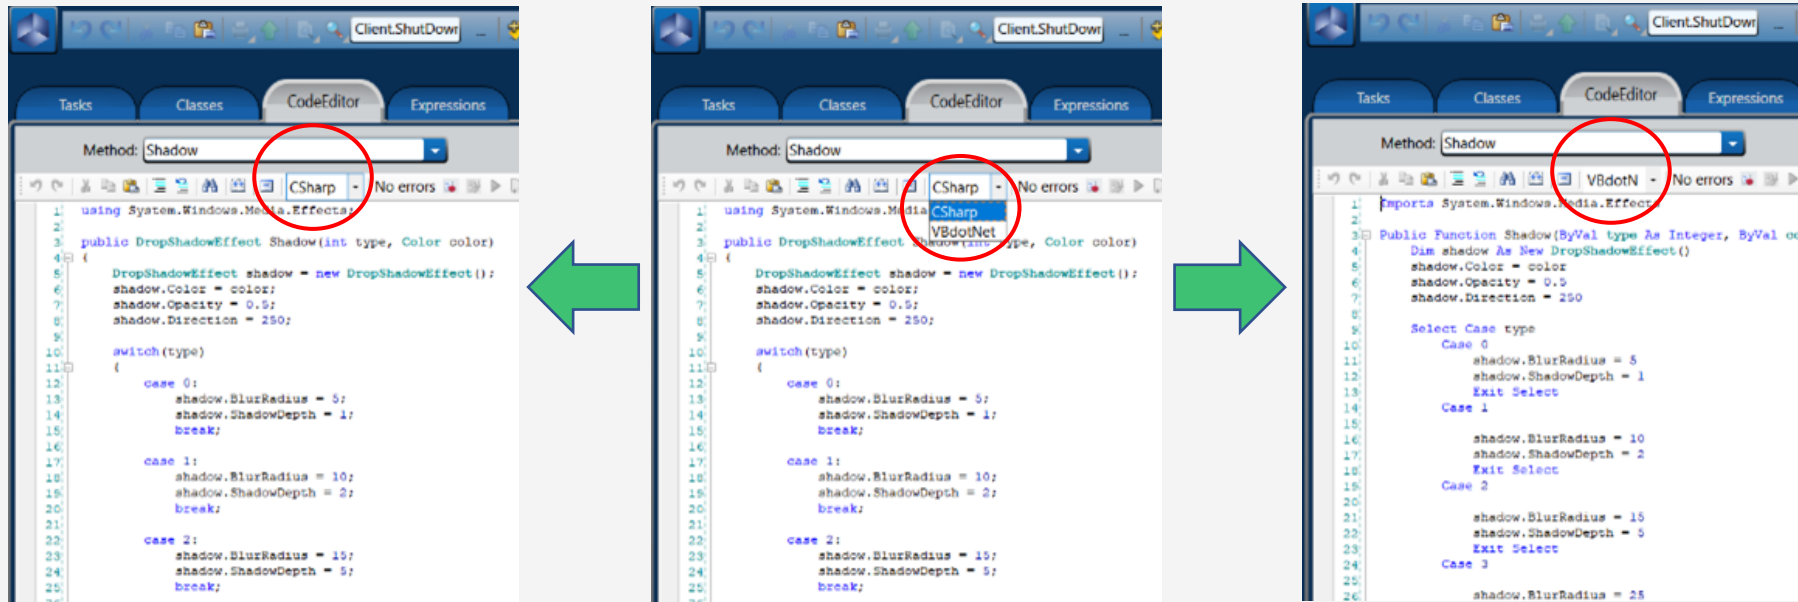 Client.ShutDowr
Tasks
Classes
CodeEditor
Expressions
Method: Shadow
CSharp
No errors
1 using System.Windows.Media.Effects;
2
3 public DropShadowEffect Shadow(int type, Color color)
4 {
5 DropShadowEffect shadow = new DropShadowEffect();
6 shadow.Color = color;
7 shadow.Opacity = 0.5;
8 shadow.Direction = 250;
9
10 switch(type)
11 {
12 case 0:
13 shadow.BlurRadius = 5;
14 shadow.ShadowDepth = 1;
15 break;
16
17 case 1:
18 shadow.BlurRadius = 10;
19 shadow.ShadowDepth = 2;
20 break;
21
22 case 2:
23 shadow.BlurRadius = 15;
24 shadow.ShadowDepth = 5;
25 break;
Client.ShutDowr
Tasks
Classes
CodeEditor
Expressions
Method: Shadow
CSharp
No errors
CSharp
VBdotNet
1 using System.Windows.Media
2
3 public DropShadowEffect Shadow(int type, Color color)
4 {
5 DropShadowEffect shadow = new DropShadowEffect();
6 shadow.Color = color;
7 shadow.Opacity = 0.5;
8 shadow.Direction = 250;
9
10 switch(type)
11 {
12 case 0:
13 shadow.BlurRadius = 5;
14 shadow.ShadowDepth = 1;
15 break;
16
17 case 1:
18 shadow.BlurRadius = 10;
19 shadow.ShadowDepth = 2;
20 break;
21
22 case 2:
23 shadow.BlurRadius = 15;
24 shadow.ShadowDepth = 5;
25 break;
Client.ShutDowr
Tasks
Classes
CodeEditor
Expressions
Method: Shadow
VBdotN
No errors
1 Imports System.Windows.Media.Effects
2
3 Public Function Shadow(ByVal type As Integer, ByVal co
4 Dim shadow As New DropShadowEffect()
5 shadow.Color = color
6 shadow.Opacity = 0.5
7 shadow.Direction = 250
8
9 Select Case type
10 Case 0
11 shadow.BlurRadius = 5
12 shadow.ShadowDepth = 1
13 Exit Select
14 Case 1
15
16 shadow.BlurRadius = 10
17 shadow.ShadowDepth = 2
18 Exit Select
19 Case 2
20
21 shadow.BlurRadius = 15
22 shadow.ShadowDepth = 5
23 Exit Select
24 Case 3
25
26 shadow.BlurRadius = 25